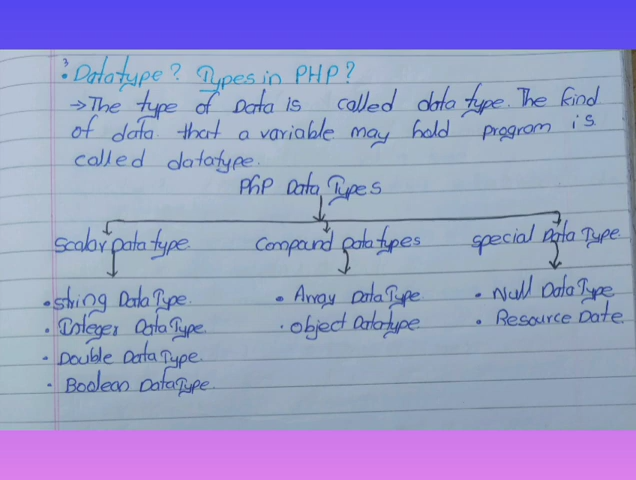 3
• Datatype? Types in PHP?
→ The type of Data is called data type. The kind
of data that a variable may hold program is
called datatype.
PhP Data Types
Scalar Data type. Compound Data types special Data Type
• string Data Type. • Array Data Type • Null Data Type
• Integer Data Type • object Datatype • Resource Date.
• Double Data Type.
• Boolean Data Type.